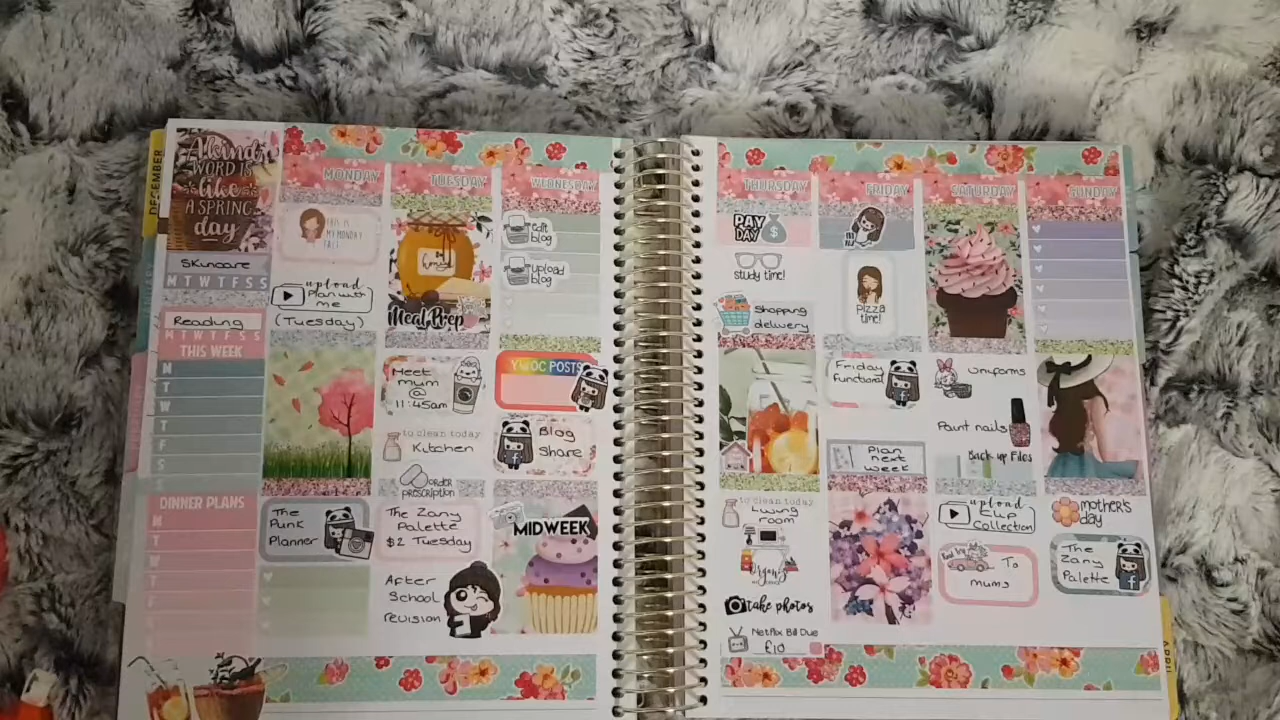 DECEMBER
A kind
WORD IS
like
A SPRING
day
Skincare
M T W T F S S
Reading
M T W T F S S
THIS WEEK
M
T
W
T
F
S
S
DINNER PLANS
M
T
W
T
F
S
S
MONDAY
THIS IS
MY MONDAY
FACE
upload
Plan with
me
(Tuesday)
The
Punk
Planner
TUESDAY
Meal Prep
Meet
mum
@
11:45am
to clean today
Kitchen
ORDER
PRESCRIPTION
The Zany
Palette
$2 Tuesday
After
School
revision
WEDNESDAY
edit
blog
upload
blog
YWOC POSTS
Blog
Share
MIDWEEK
THURSDAY
PAY
DAY
$
study time!
Shopping
delivery
to clean today
Living
room
take photos
Netflix Bill Due
£10
FRIDAY
PIZZA
time!
Friday
Functional
Plan
next
week
SATURDAY
Uniforms
Paint nails
Back up Files
upload
Clip
Collection
To
mums
SUNDAY
mother's
day
The
Zany
Palette
APRIL